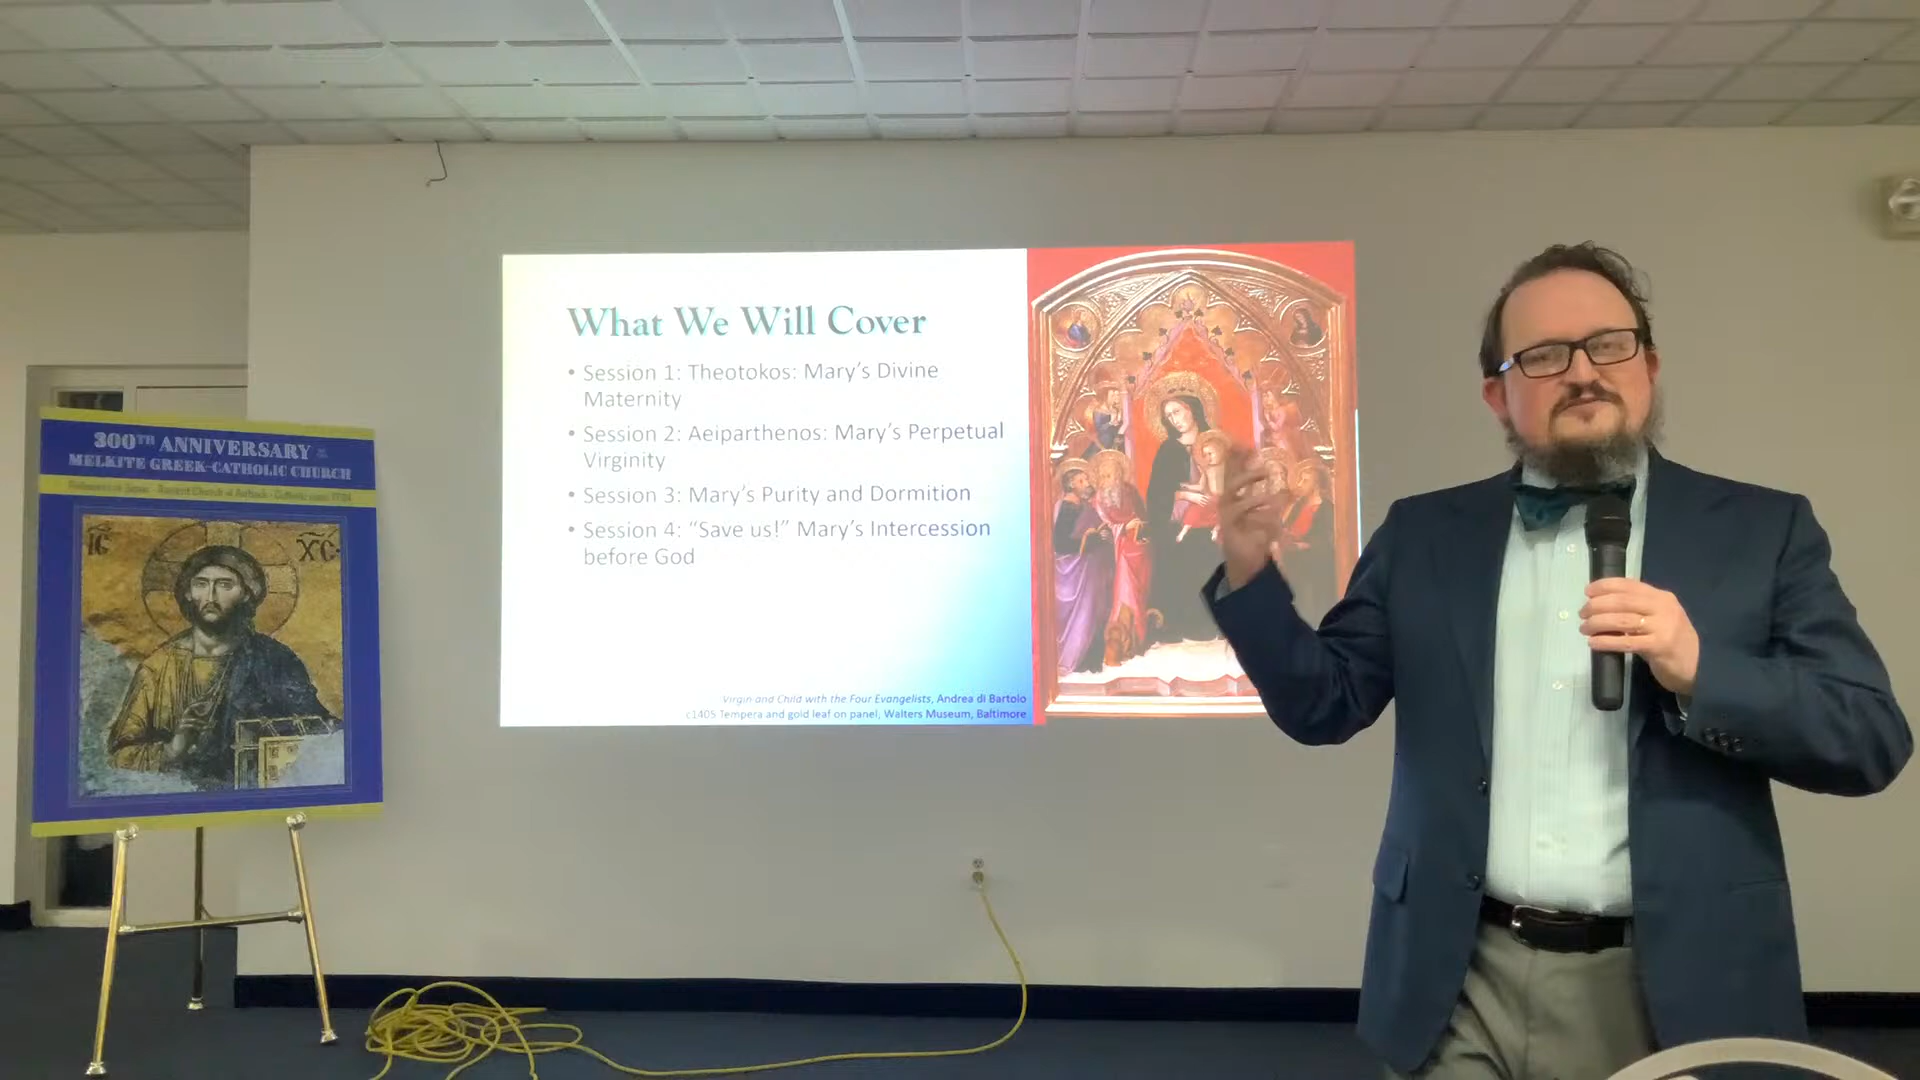 300TH ANNIVERSARY
MELKITE GREEK-CATHOLIC CHURCH
IC
XC
What We Will Cover
• Session 1: Theotokos: Mary's Divine
Maternity
• Session 2: Aeiparthenos: Mary's Perpetual
Virginity
• Session 3: Mary's Purity and Dormition
• Session 4: “Save us!” Mary's Intercession
before God
Virgin and Child with the Four Evangelists, Andrea di Bartolo
c1405 Tempera and gold leaf on panel; Walters Museum, Baltimore